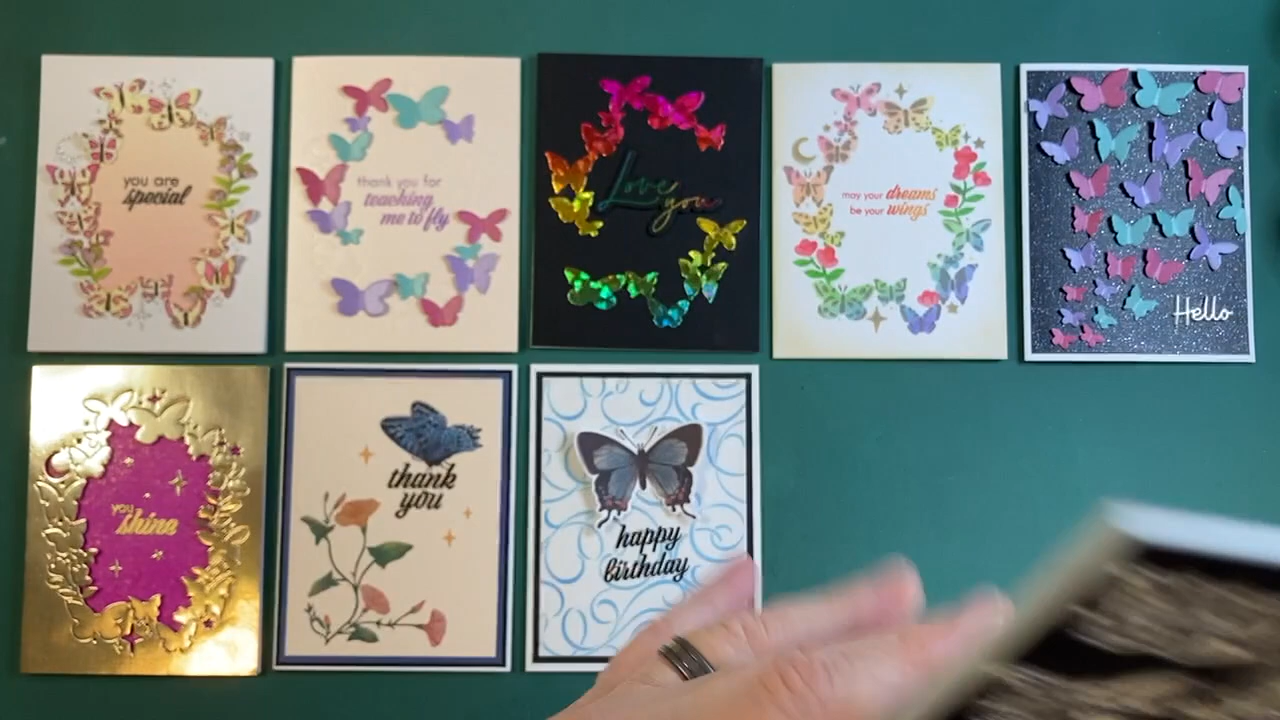 you are
special
thank you for
teaching
me to fly
Love
you
may your dreams
be your wings
Hello
you
shine
thank
you
happy
birthday